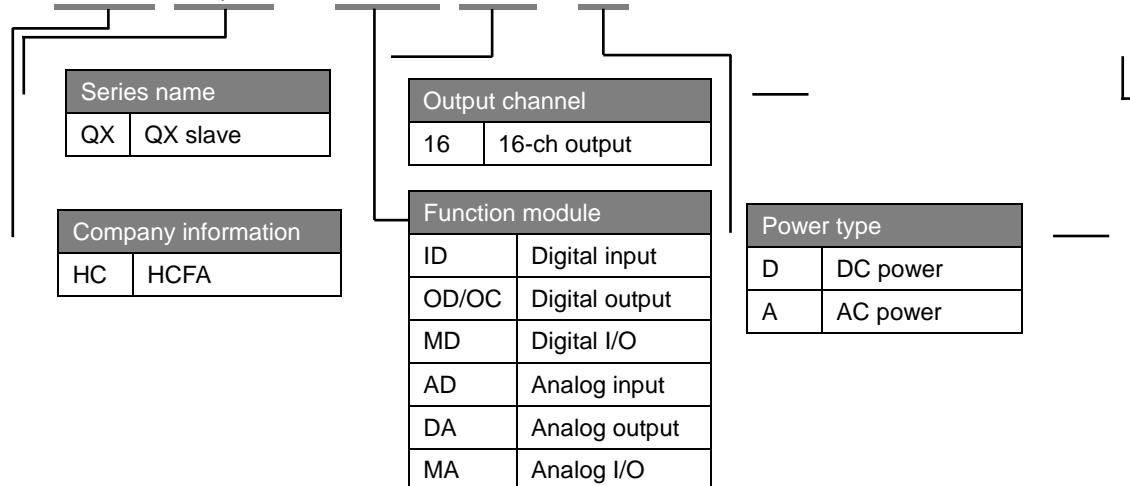 Series name
QX QX slave
Company information
HC HCFA
Output channel
16 16-ch output
Function module
ID Digital input
OD/OC Digital output
MD Digital I/O
AD Analog input
DA Analog output
MA Analog I/O
Power type
D DC power
A AC power